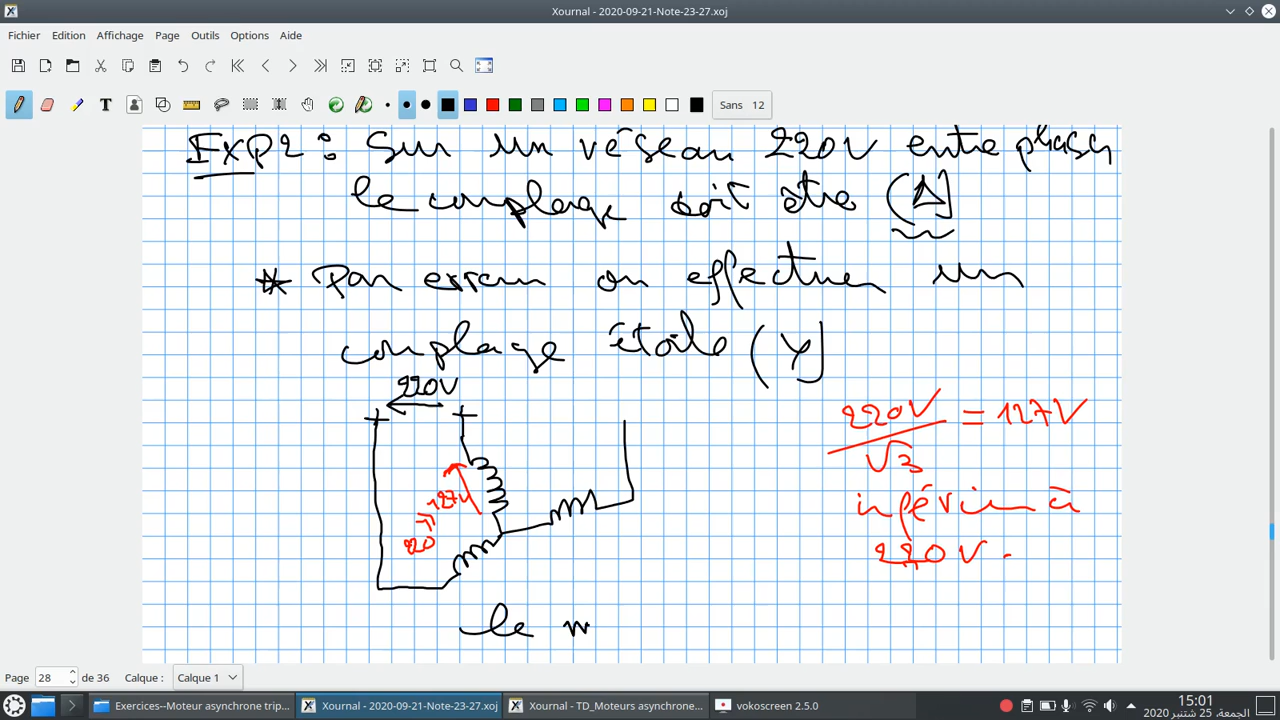 Xournal - 2020-09-21-Note-23-27.xoj
Fichier Edition Affichage Page Outils Options Aide
T Sans 12
EXP2 : Sur un réseau 220V entre phases
le couplage doit être (Δ)
* Par erreur on effectue un
couplage étoile (Y)
220V
220V / √3 = 127V
127V
220 »
inférieur à
220V.
le m
Page 28 de 36 Calque : Calque 1
Exercices--Moteur asynchrone trip... Xournal - 2020-09-21-Note-23-27.xoj Xournal - TD_Moteurs asynchrone... vokoscreen 2.5.0
15:01
الجمعة, 25 شتنبر 2020